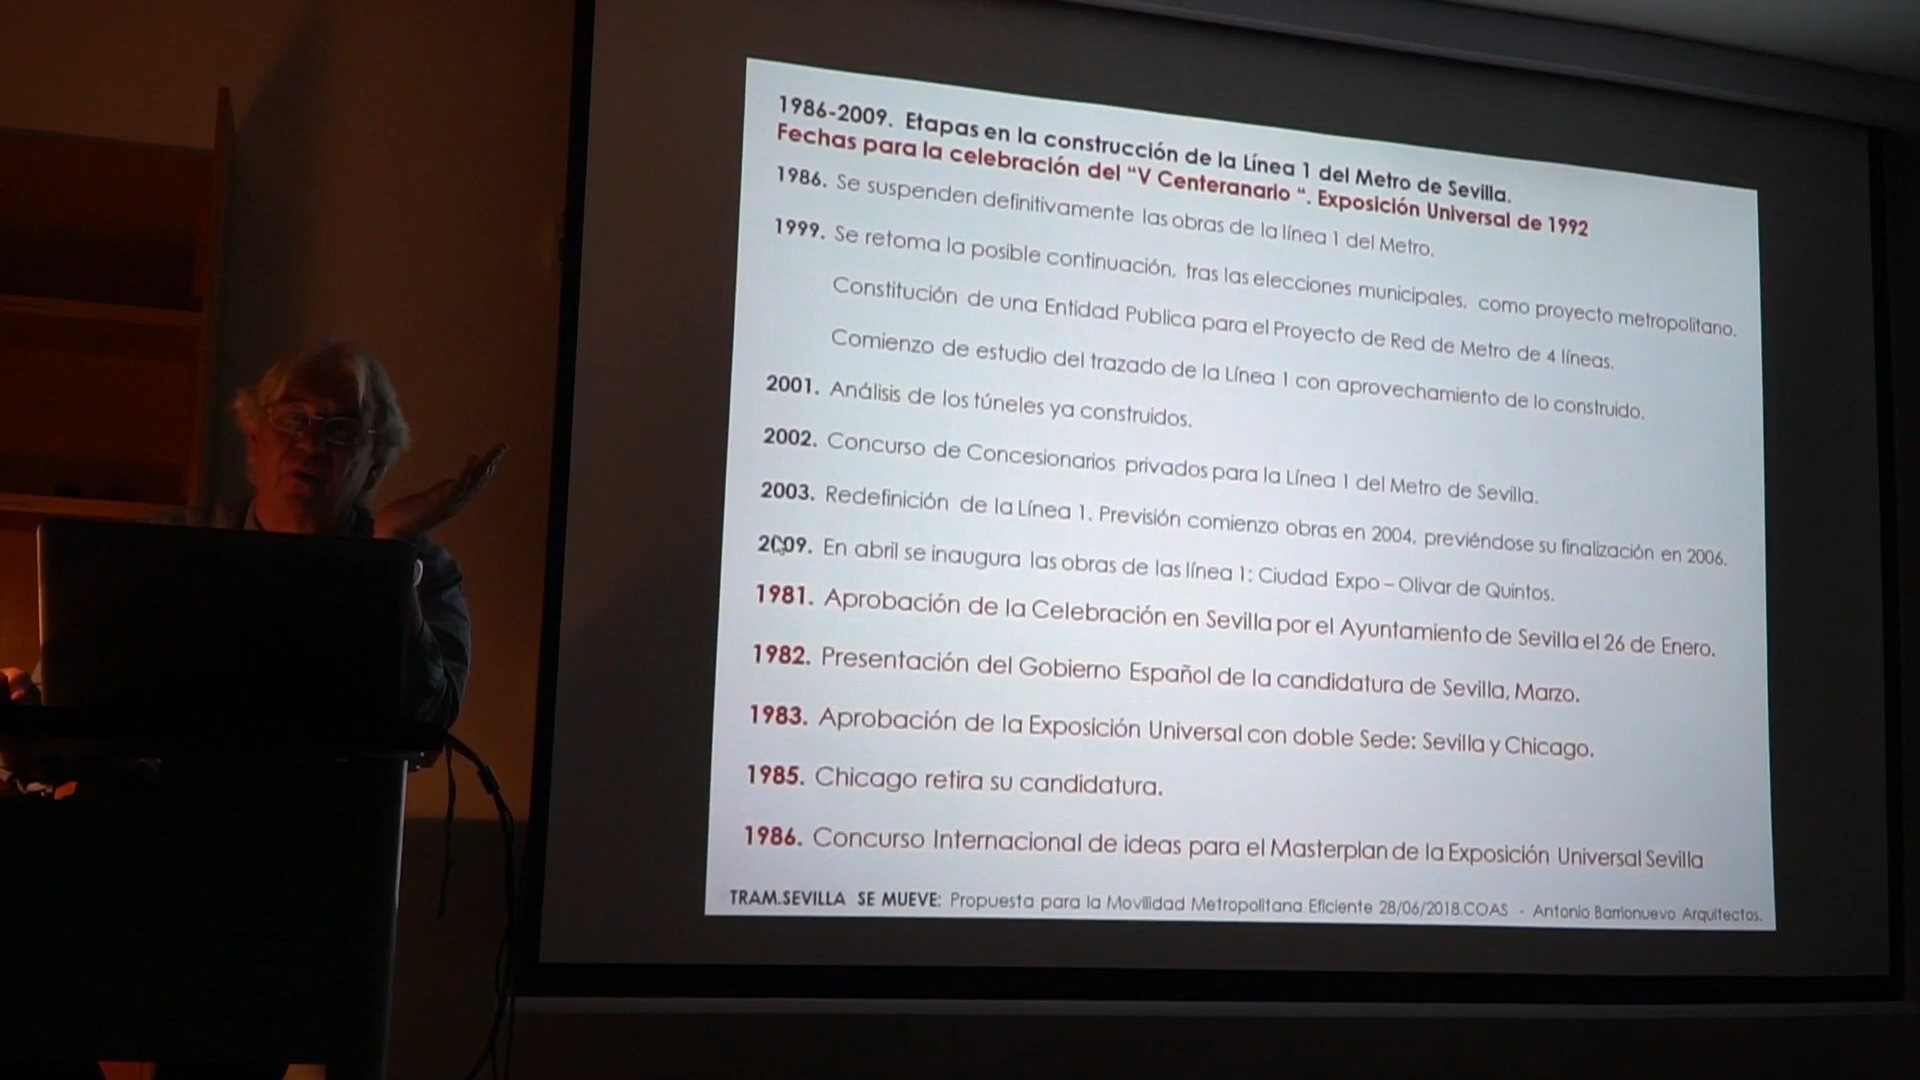 1986-2009. Etapas en la construcción de la Línea 1 del Metro de Sevilla.
Fechas para la celebración del “V Centeranario “. Exposición Universal de 1992
1986. Se suspenden definitivamente las obras de la línea 1 del Metro.
1999. Se retoma la posible continuación, tras las elecciones municipales, como proyecto metropolitano.
Constitución de una Entidad Publica para el Proyecto de Red de Metro de 4 líneas.
Comienzo de estudio del trazado de la Línea 1 con aprovechamiento de lo construido.
2001. Análisis de los túneles ya construidos.
2002. Concurso de Concesionarios privados para la Línea 1 del Metro de Sevilla.
2003. Redefinición de la Línea 1. Previsión comienzo obras en 2004, previéndose su finalización en 2006.
2009. En abril se inaugura las obras de las línea 1: Ciudad Expo – Olivar de Quintos.
1981. Aprobación de la Celebración en Sevilla por el Ayuntamiento de Sevilla el 26 de Enero.
1982. Presentación del Gobierno Español de la candidatura de Sevilla, Marzo.
1983. Aprobación de la Exposición Universal con doble Sede: Sevilla y Chicago.
1985. Chicago retira su candidatura.
1986. Concurso Internacional de ideas para el Masterplan de la Exposición Universal Sevilla
TRAM.SEVILLA SE MUEVE: Propuesta para la Movilidad Metropolitana Eficiente 28/06/2018.COAS - Antonio Barrionuevo Arquitectos.